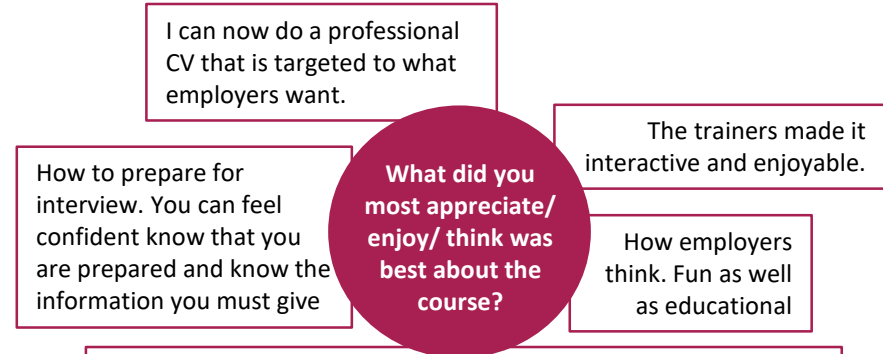 I can now do a professional
CV that is targeted to what
employers want.
The trainers made it
interactive and enjoyable.
How to prepare for
interview. You can feel
confident know that you
are prepared and know the
information you must give
What did you
most appreciate/
enjoy/ think was
best about the
course?
How employers
think. Fun as well
as educational